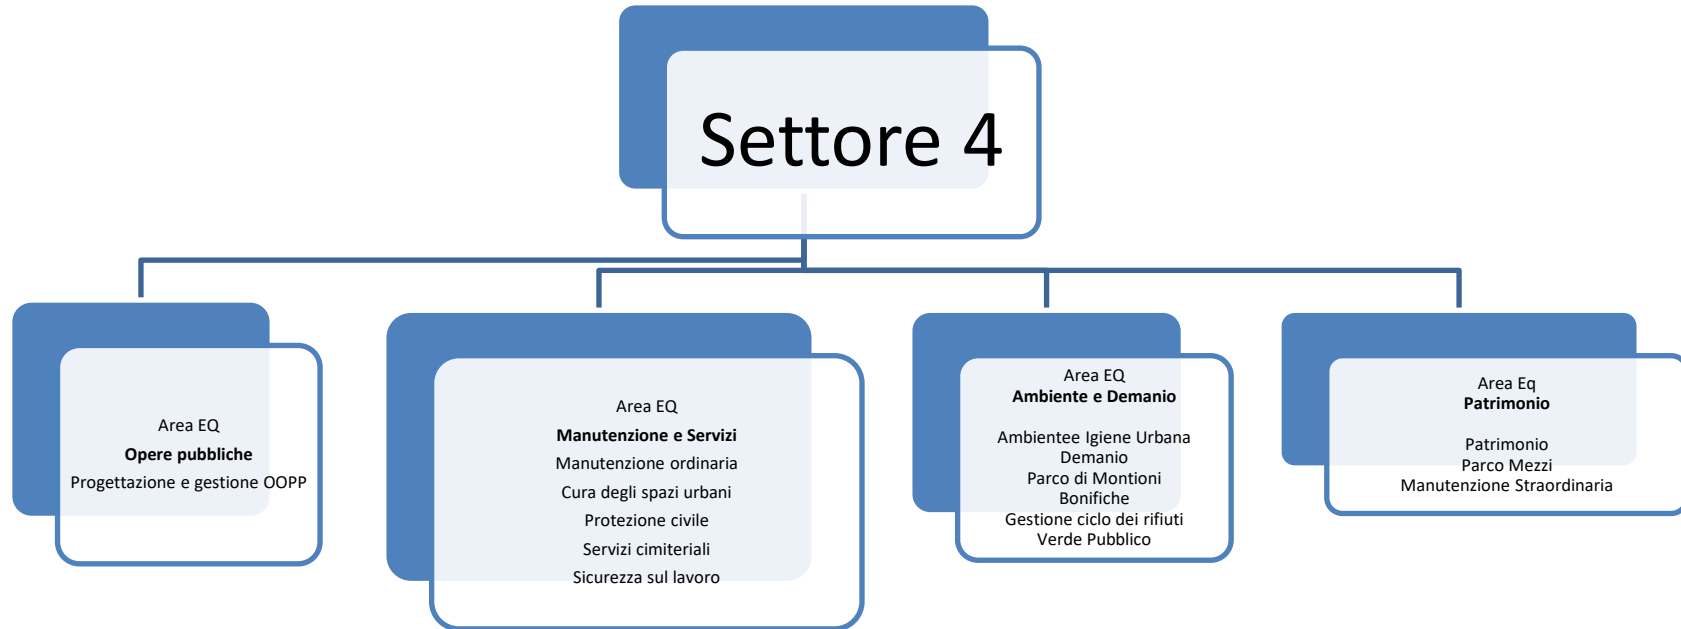 Settore 4
Area EQ
Opere pubbliche
Progettazione e gestione OOPP
Area EQ
Manutenzione e Servizi
Manutenzione ordinaria
Cura degli spazi urbani
Protezione civile
Servizi cimiteriali
Sicurezza sul lavoro
Area EQ
Ambiente e Demanio
Ambientee Igiene Urbana
Demanio
Parco di Montioni
Bonifiche
Gestione ciclo dei rifiuti
Verde Pubblico
Area Eq
Patrimonio
Patrimonio
Parco Mezzi
Manutenzione Straordinaria